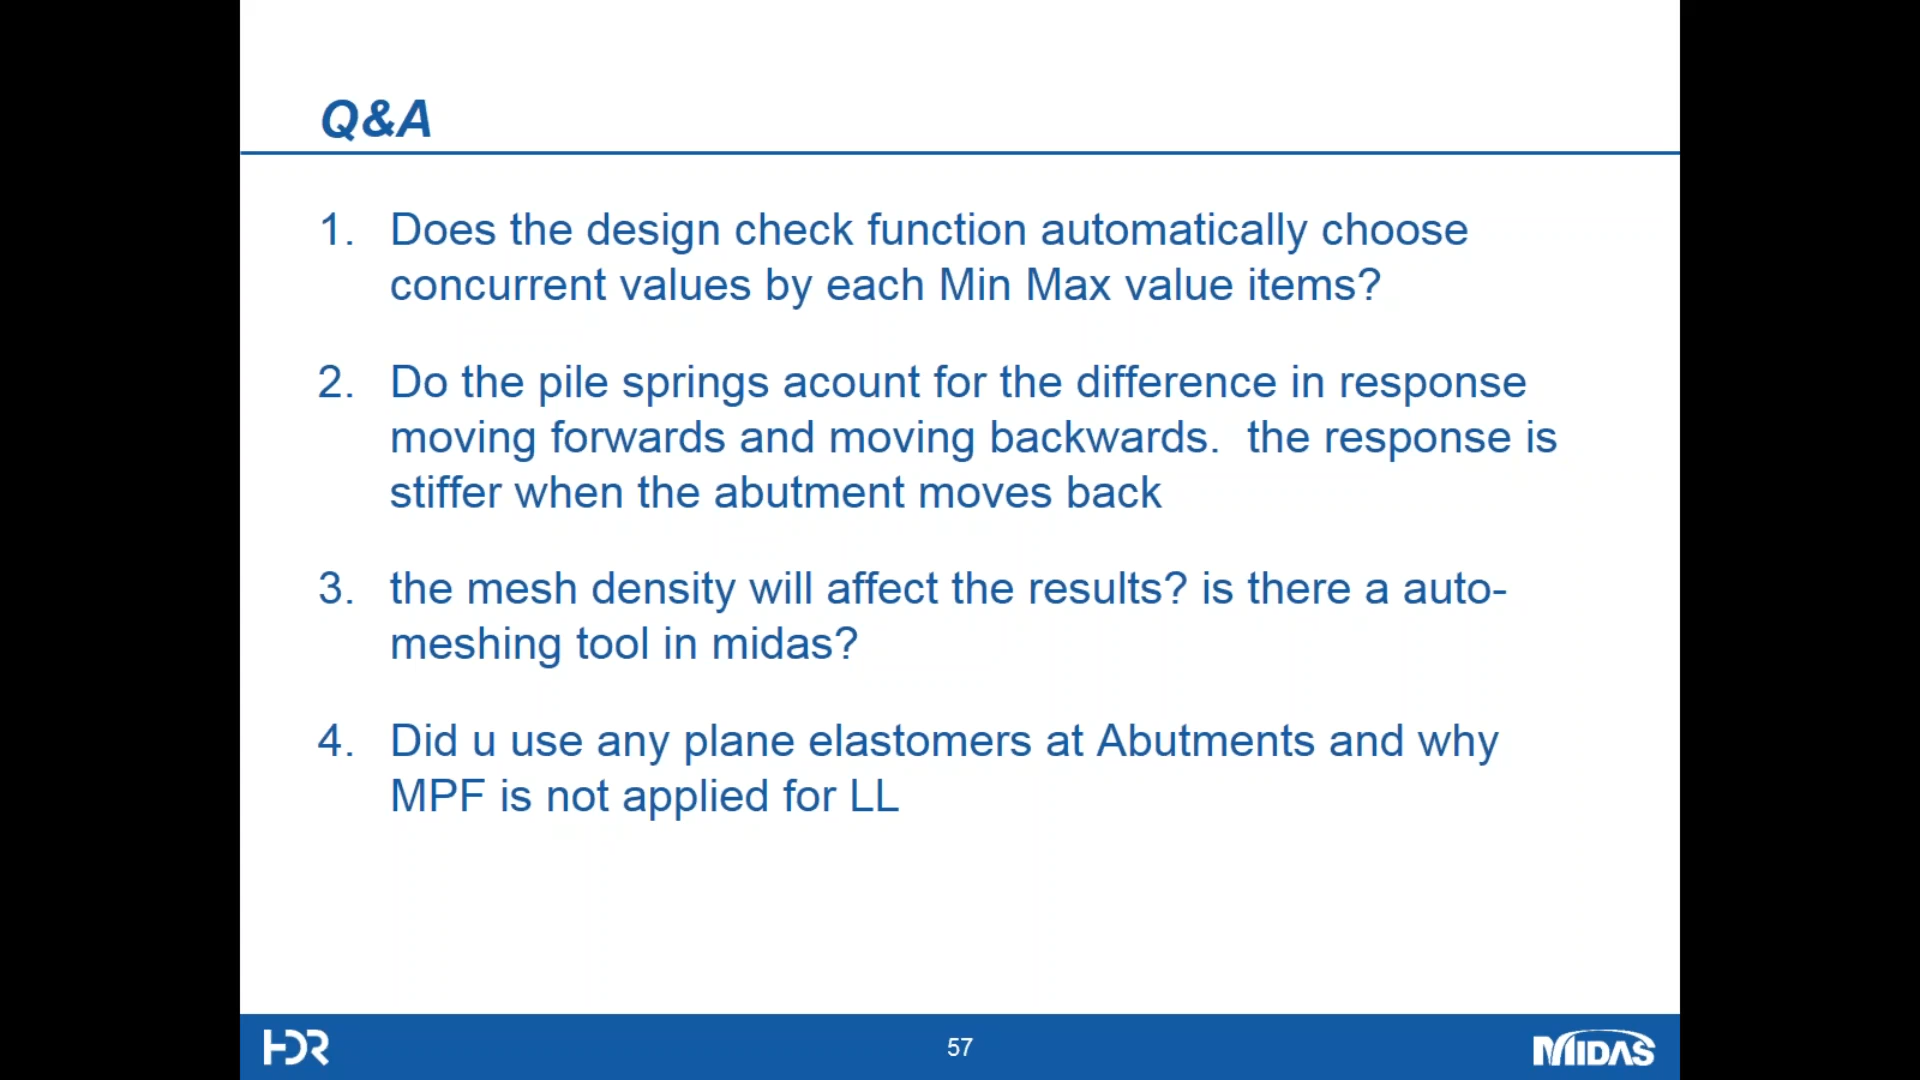 Q&A
1. Does the design check function automatically choose
concurrent values by each Min Max value items?
2. Do the pile springs acount for the difference in response
moving forwards and moving backwards.  the response is
stiffer when the abutment moves back
3. the mesh density will affect the results? is there a auto-
meshing tool in midas?
4. Did u use any plane elastomers at Abutments and why
MPF is not applied for LL
HDR
57
MIDAS